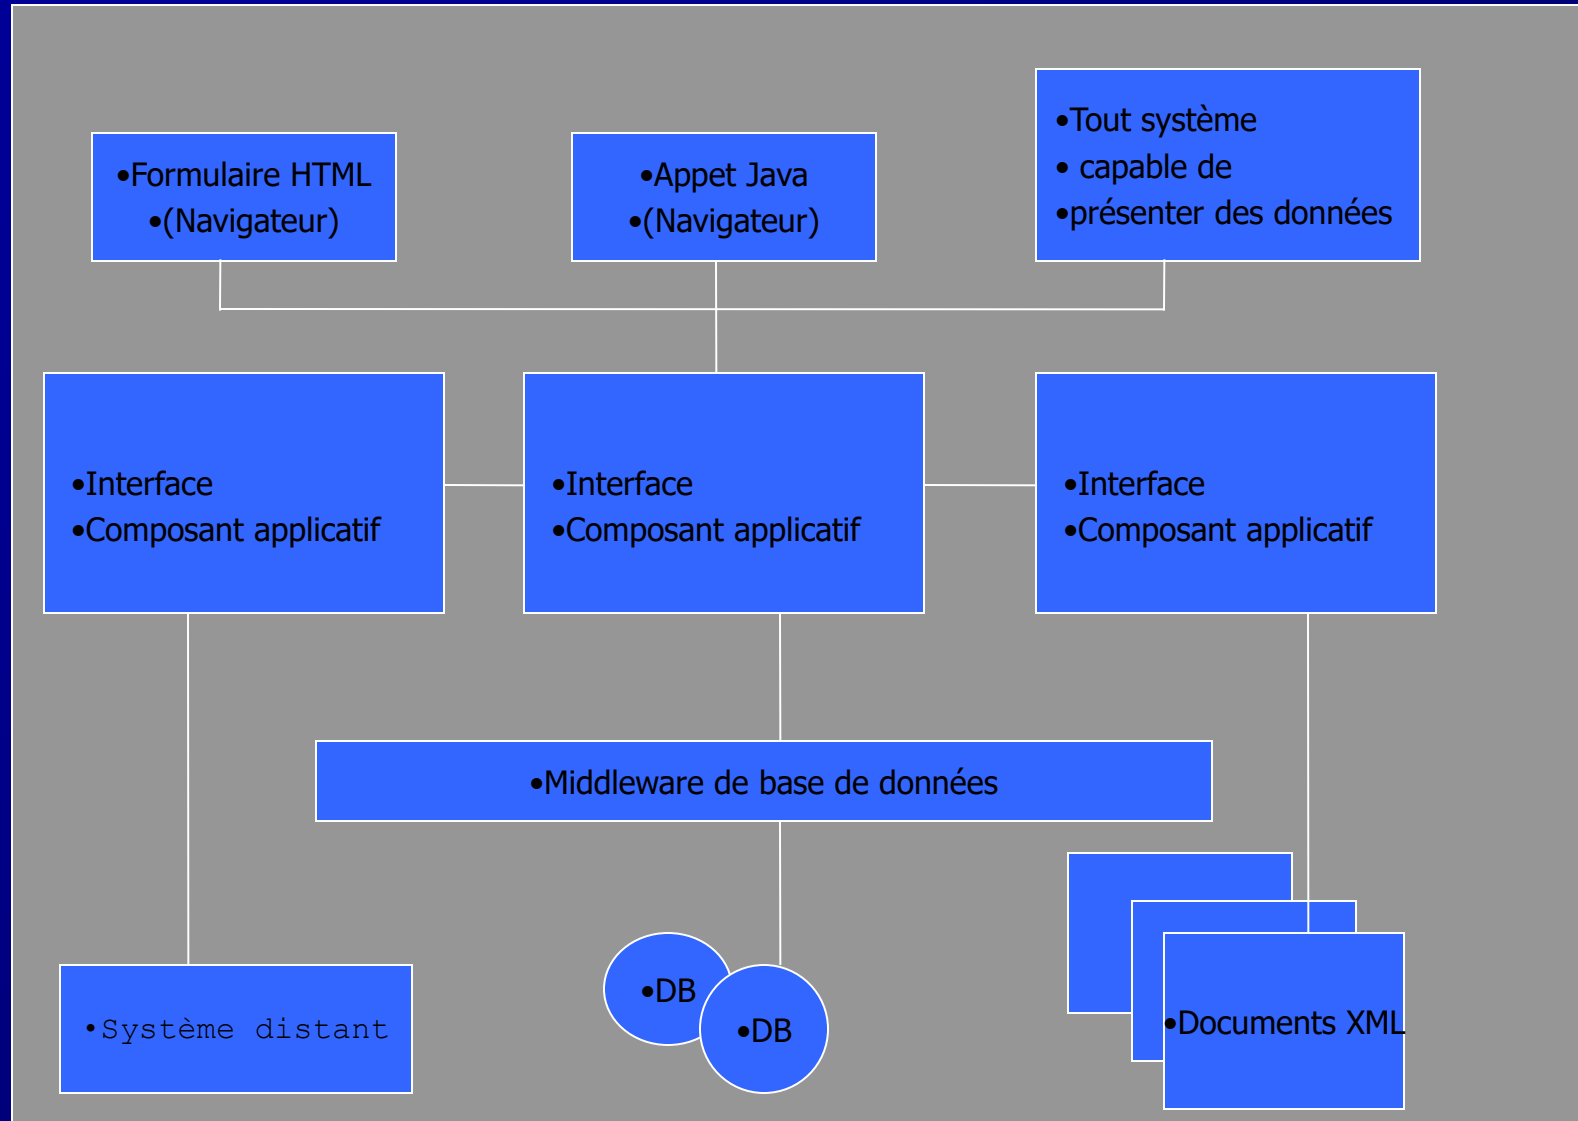 •Formulaire HTML
•(Navigateur)
•Appet Java
•(Navigateur)
•Tout système
• capable de
•présenter des données
•Interface
•Composant applicatif
•Interface
•Composant applicatif
•Interface
•Composant applicatif
•Middleware de base de données
•Système distant
•DB
•DB
•Documents XML